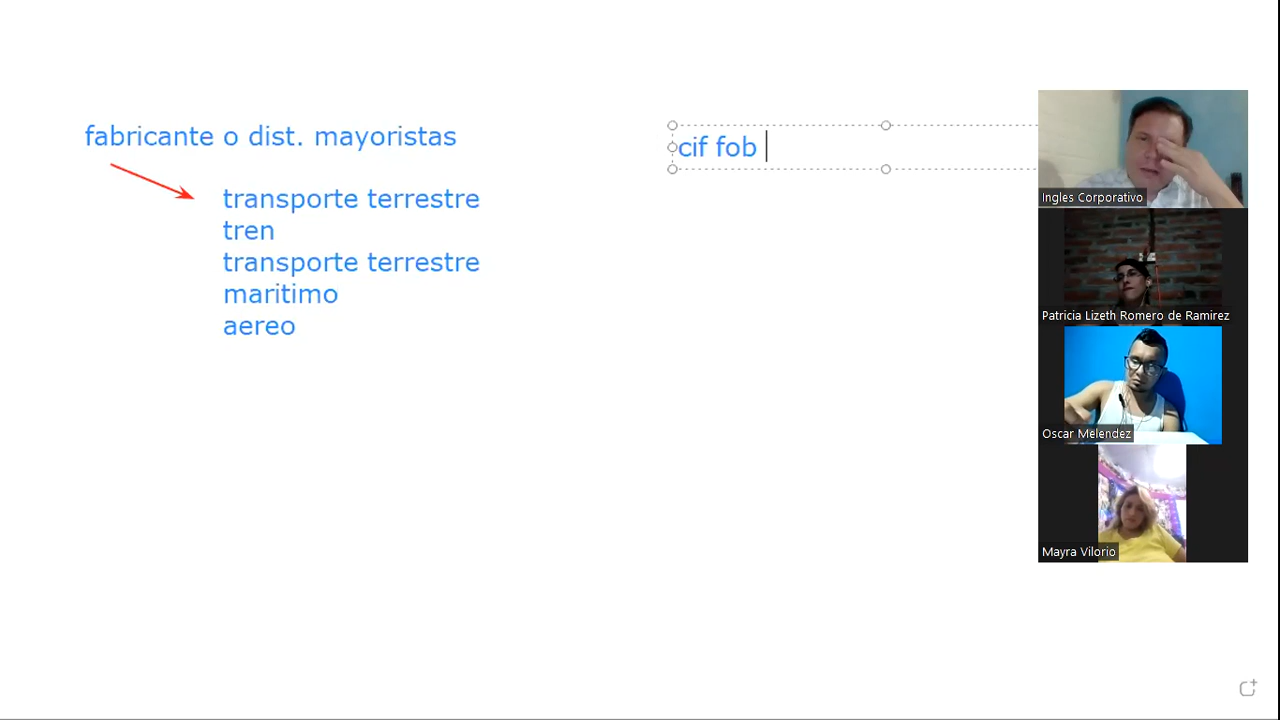 fabricante o dist. mayoristas
transporte terrestre
tren
transporte terrestre
maritimo
aereo
cif fob
Ingles Corporativo
Patricia Lizeth Romero de Ramirez
Oscar Melendez
Mayra Vilorio